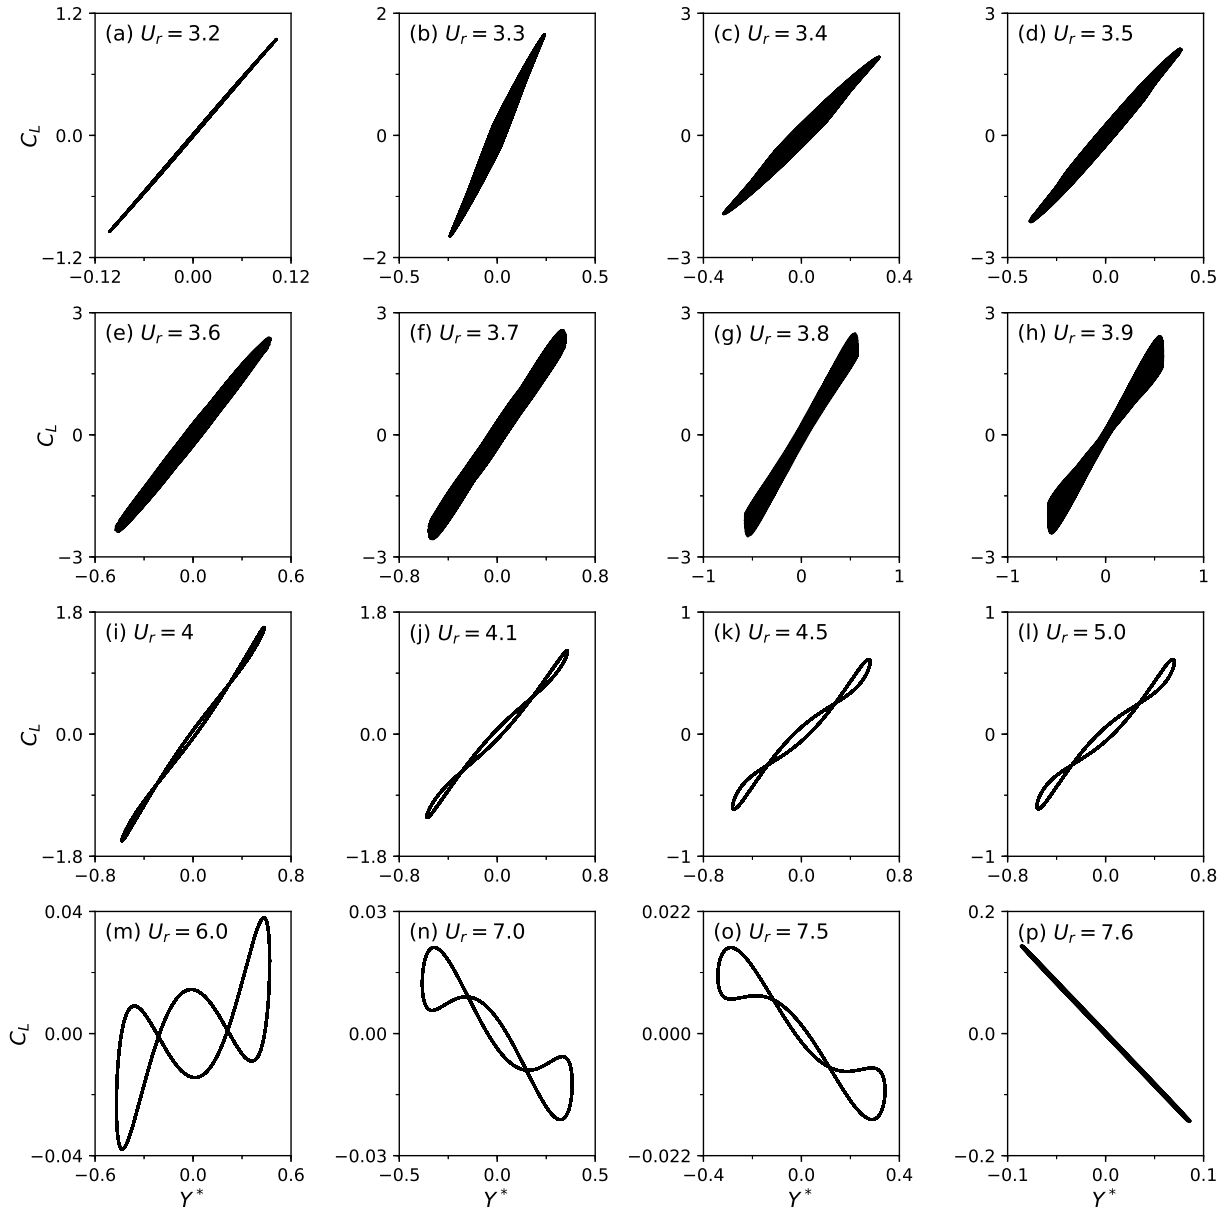 (a) U_r = 3.2
1.2
0.0
−1.2
−0.12 0.00 0.12
C_L
(b) U_r = 3.3
2
0
−2
−0.5 0.0 0.5
(c) U_r = 3.4
3
0
−3
−0.4 0.0 0.4
(d) U_r = 3.5
3
0
−3
−0.5 0.0 0.5
(e) U_r = 3.6
3
0
−3
−0.6 0.0 0.6
C_L
(f) U_r = 3.7
3
0
−3
−0.8 0.0 0.8
(g) U_r = 3.8
3
0
−3
−1 0 1
(h) U_r = 3.9
3
0
−3
−1 0 1
(i) U_r = 4
1.8
0.0
−1.8
−0.8 0.0 0.8
C_L
(j) U_r = 4.1
1.8
0.0
−1.8
−0.8 0.0 0.8
(k) U_r = 4.5
1
0
−1
−0.8 0.0 0.8
(l) U_r = 5.0
1
0
−1
−0.8 0.0 0.8
(m) U_r = 6.0
0.04
0.00
−0.04
−0.6 0.0 0.6
C_L
Y*
(n) U_r = 7.0
0.03
0.00
−0.03
−0.5 0.0 0.5
Y*
(o) U_r = 7.5
0.022
0.000
−0.022
−0.4 0.0 0.4
Y*
(p) U_r = 7.6
0.2
0.0
−0.2
−0.1 0.0 0.1
Y*